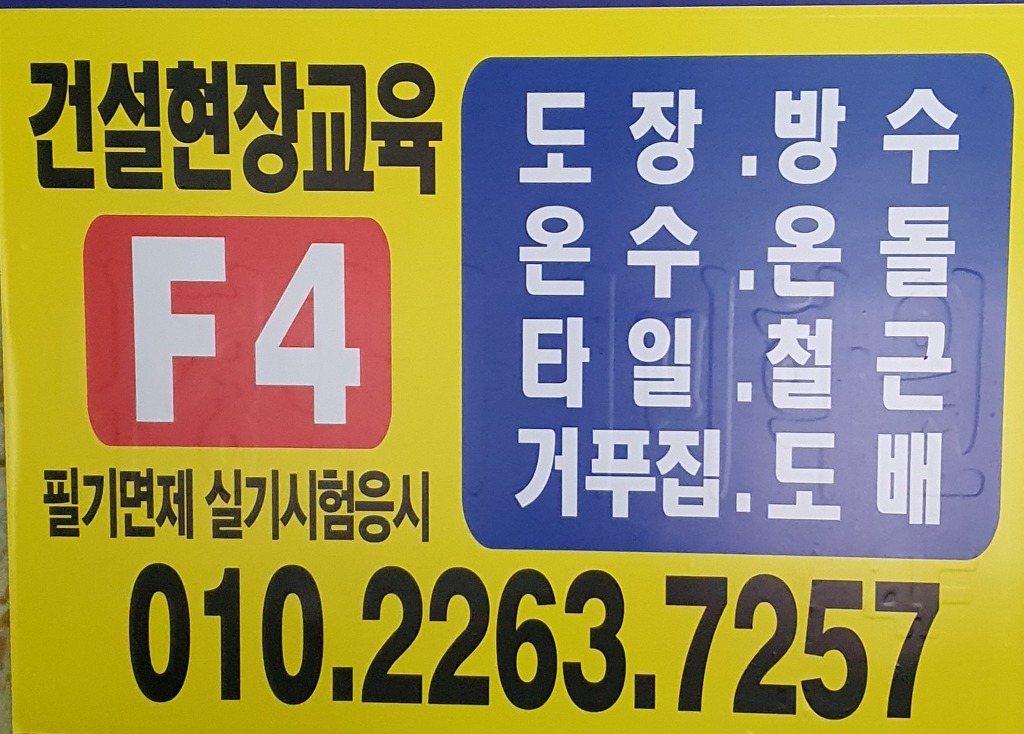 건설현장교육
F4
필기면제 실기시험응시
도장.방수
온수.온돌
타일.철근
거푸집.도배
010.2263.7257